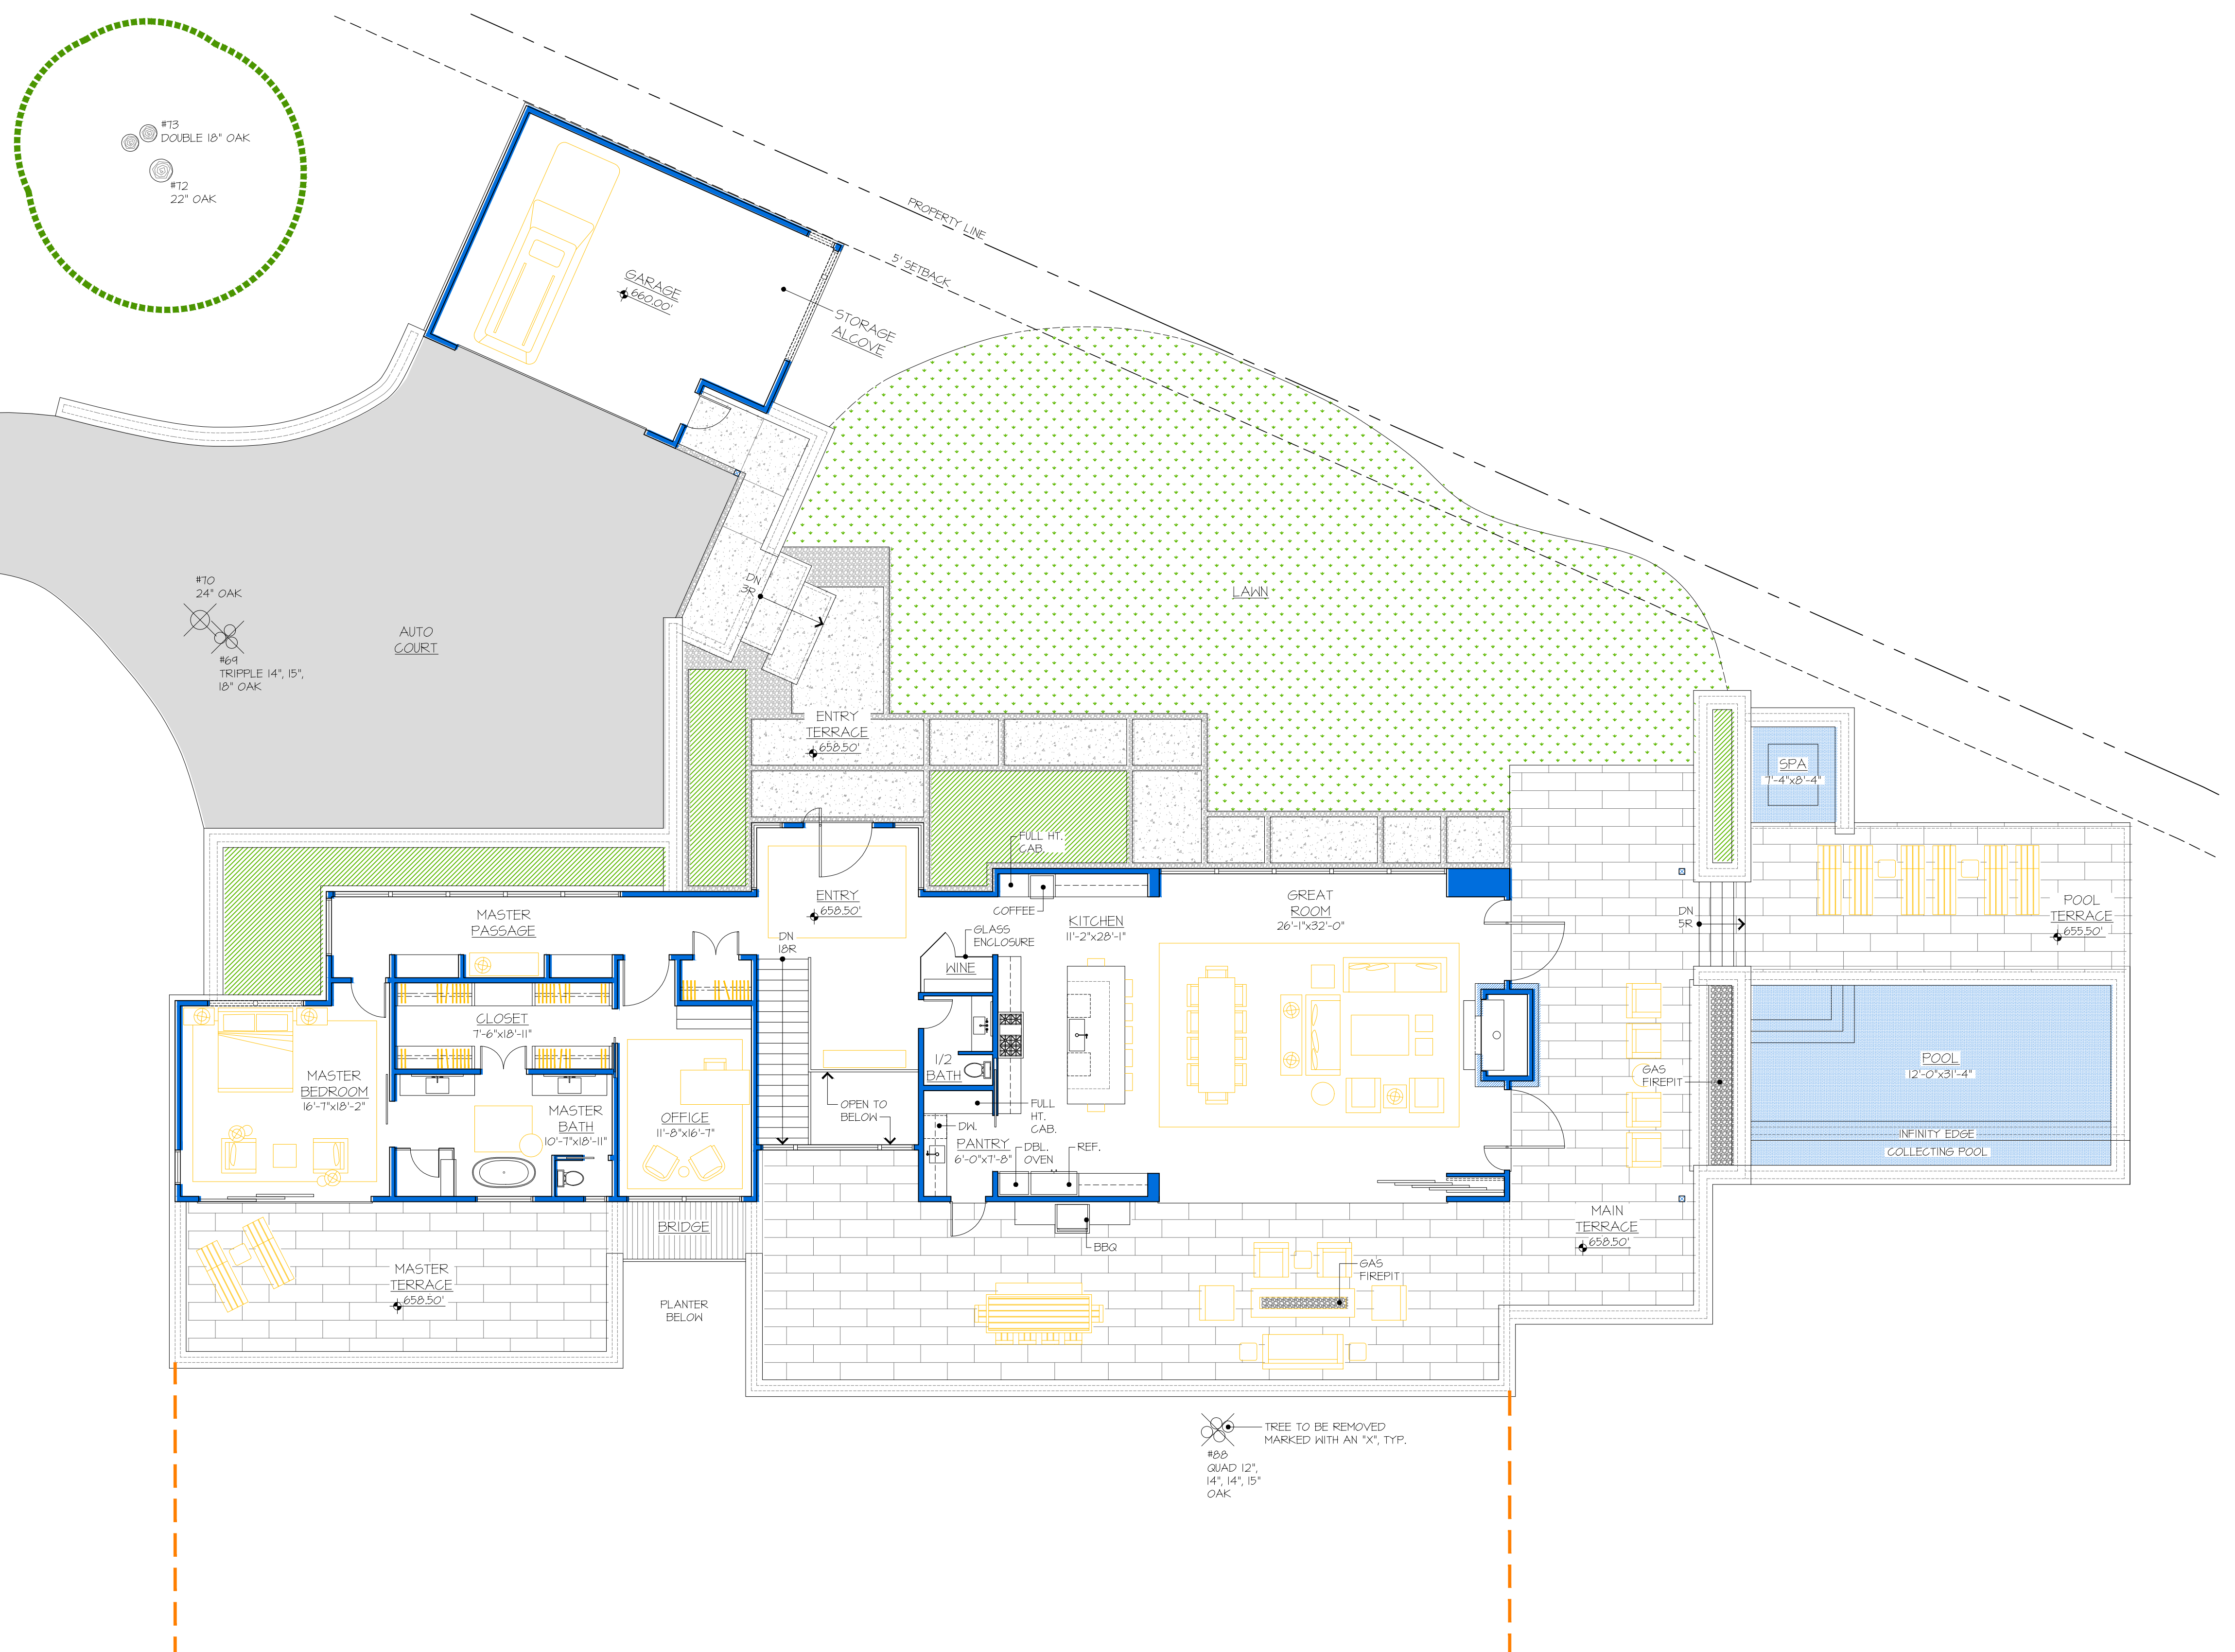 #73
DOUBLE 18" OAK
#72
22" OAK
PROPERTY LINE
5' SETBACK
GARAGE
660.00'
STORAGE
ALCOVE
#70
24" OAK
#69
TRIPPLE 14", 15",
18" OAK
AUTO
COURT
DN
3R
LAWN
ENTRY
TERRACE
658.50'
SPA
7'-4"x8'-4"
FULL HT.
CAB.
COFFEE
ENTRY
658.50'
MASTER
PASSAGE
DN
18R
GLASS
ENCLOSURE
WINE
KITCHEN
11'-2"x28'-1"
GREAT
ROOM
26'-1"x32'-0"
DN
5R
POOL
TERRACE
655.50'
CLOSET
7'-6"x18'-11"
MASTER
BEDROOM
16'-7"x18'-2"
MASTER
BATH
10'-7"x18'-11"
OFFICE
11'-8"x16'-7"
OPEN TO
BELOW
1/2
BATH
FULL
HT.
CAB.
DW.
PANTRY
6'-0"x7'-8"
DBL.
OVEN
REF.
GAS
FIREPIT
POOL
12'-0"x31'-4"
INFINITY EDGE
COLLECTING POOL
BRIDGE
BBQ
MAIN
TERRACE
658.50'
MASTER
TERRACE
658.50'
PLANTER
BELOW
GAS
FIREPIT
TREE TO BE REMOVED
MARKED WITH AN "X", TYP.
#88
QUAD 12",
14", 14", 15"
OAK